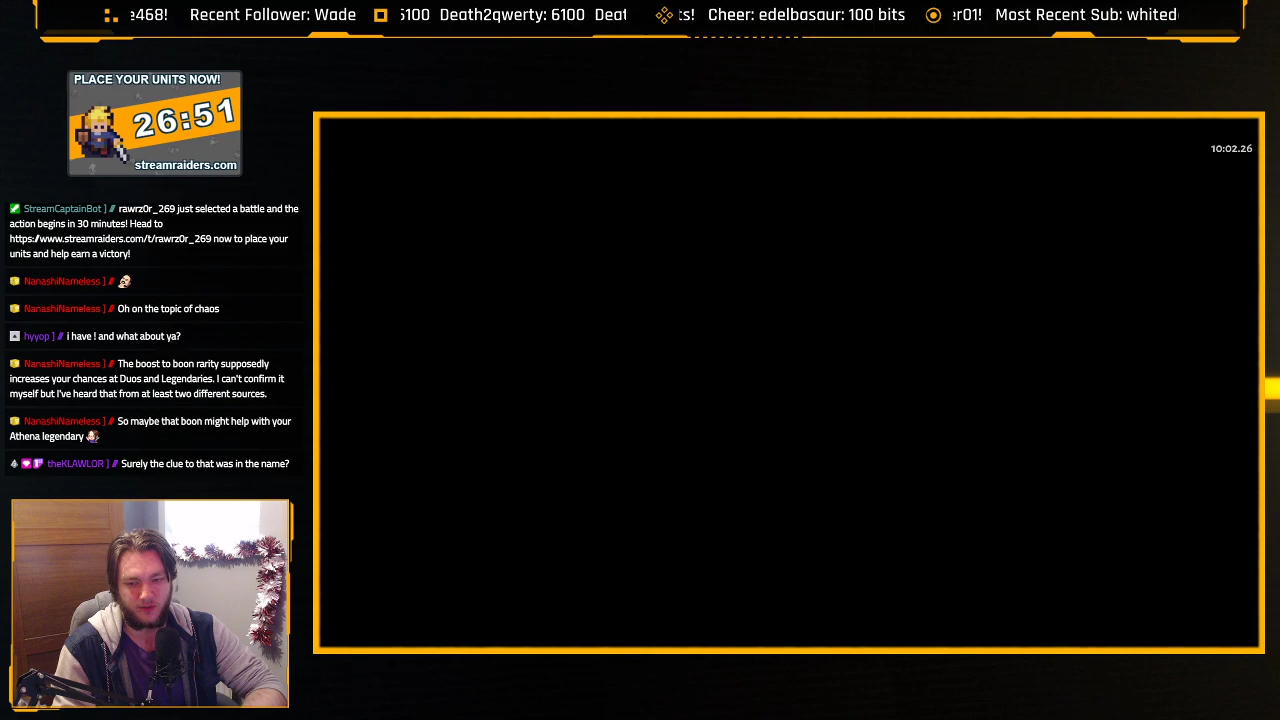 e468! Recent Follower: Wade 5100 Death2qwerty: 6100 Deat ts! Cheer: edelbasaur: 100 bits er01! Most Recent Sub: whited
PLACE YOUR UNITS NOW!
26:51
streamraiders.com
10:02.26
StreamCaptainBot ] // rawrz0r_269 just selected a battle and the
action begins in 30 minutes! Head to
https://www.streamraiders.com/t/rawrz0r_269 now to place your
units and help earn a victory!
NanashiNameless ] //
NanashiNameless ] // Oh on the topic of chaos
hyyop ] // i have ! and what about ya?
NanashiNameless ] // The boost to boon rarity supposedly
increases your chances at Duos and Legendaries. I can't confirm it
myself but I've heard that from at least two different sources.
NanashiNameless ] // So maybe that boon might help with your
Athena legendary
theKLAWLOR ] // Surely the clue to that was in the name?